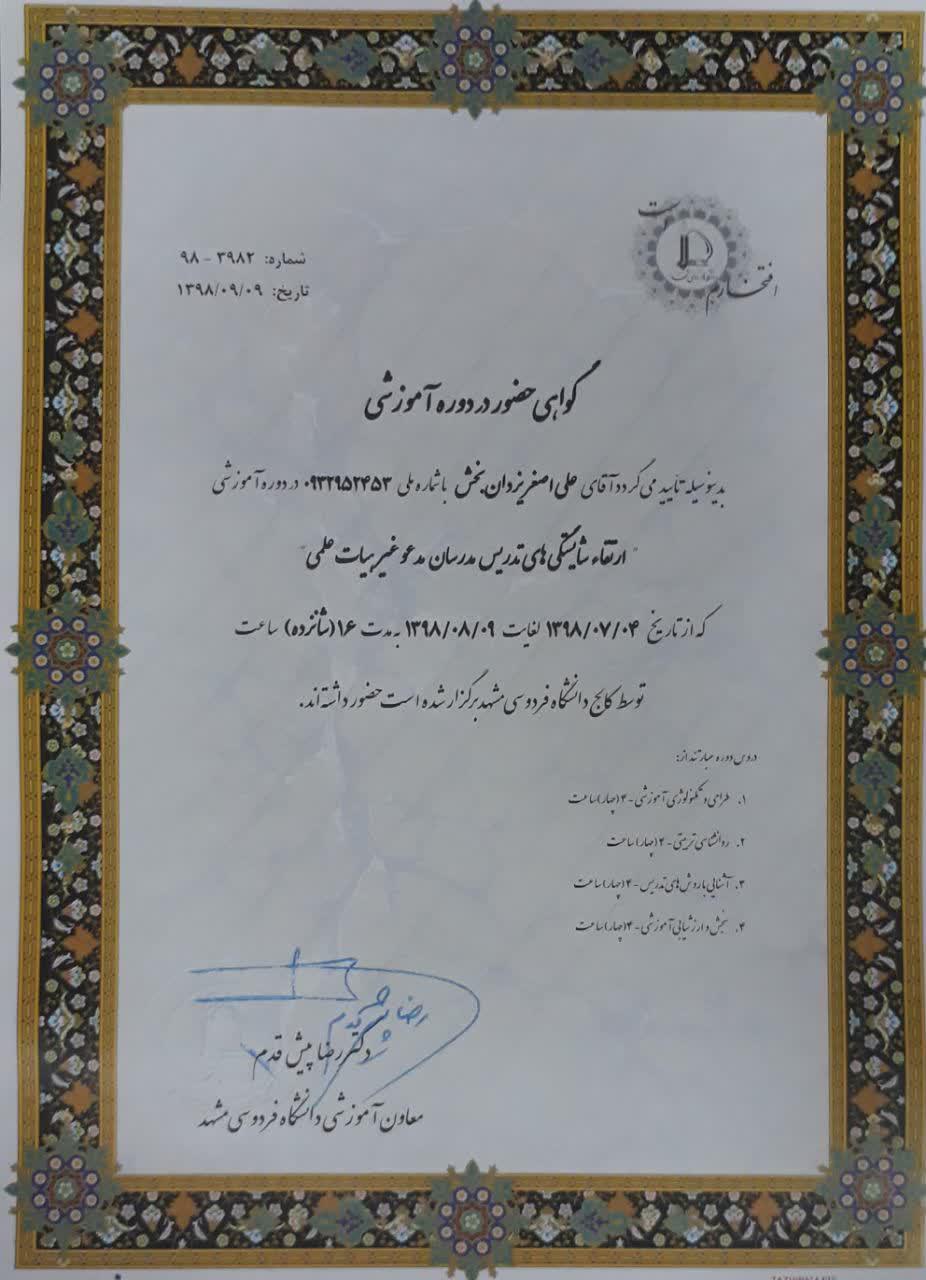 افتخارم
شماره: ۳۹۸۲ - ۹۸
تاریخ: ۱۳۹۸/۰۹/۰۹
گواهی حضور در دوره آموزشی
بدینوسیله تأیید می گردد آقای علی اصغر یزدان بخش با شماره ملی ۰۹۳۲۹۵۲۴۵۳ در دوره آموزشی
"ارتقاء شایستگی های تدریس مدرسان مدعو غیر هیات علمی"
که از تاریخ ۱۳۹۸/۰۷/۰۴ لغایت ۱۳۹۸/۰۸/۰۹ به مدت ۱۶ (شانزده) ساعت
توسط کالج دانشگاه فردوسی مشهد برگزار شده است حضور داشته اند.
دروس دوره عبارتند از:
۱. طراحی و تکنولوژی آموزشی - ۴ (چهار) ساعت
۲. روانشناسی تربیتی - ۴ (چهار) ساعت
۳. آشنایی با روش های تدریس - ۴ (چهار) ساعت
۴. سنجش و ارزشیابی آموزشی - ۴ (چهار) ساعت
دکتر رضا پیش قدم
معاون آموزشی دانشگاه فردوسی مشهد